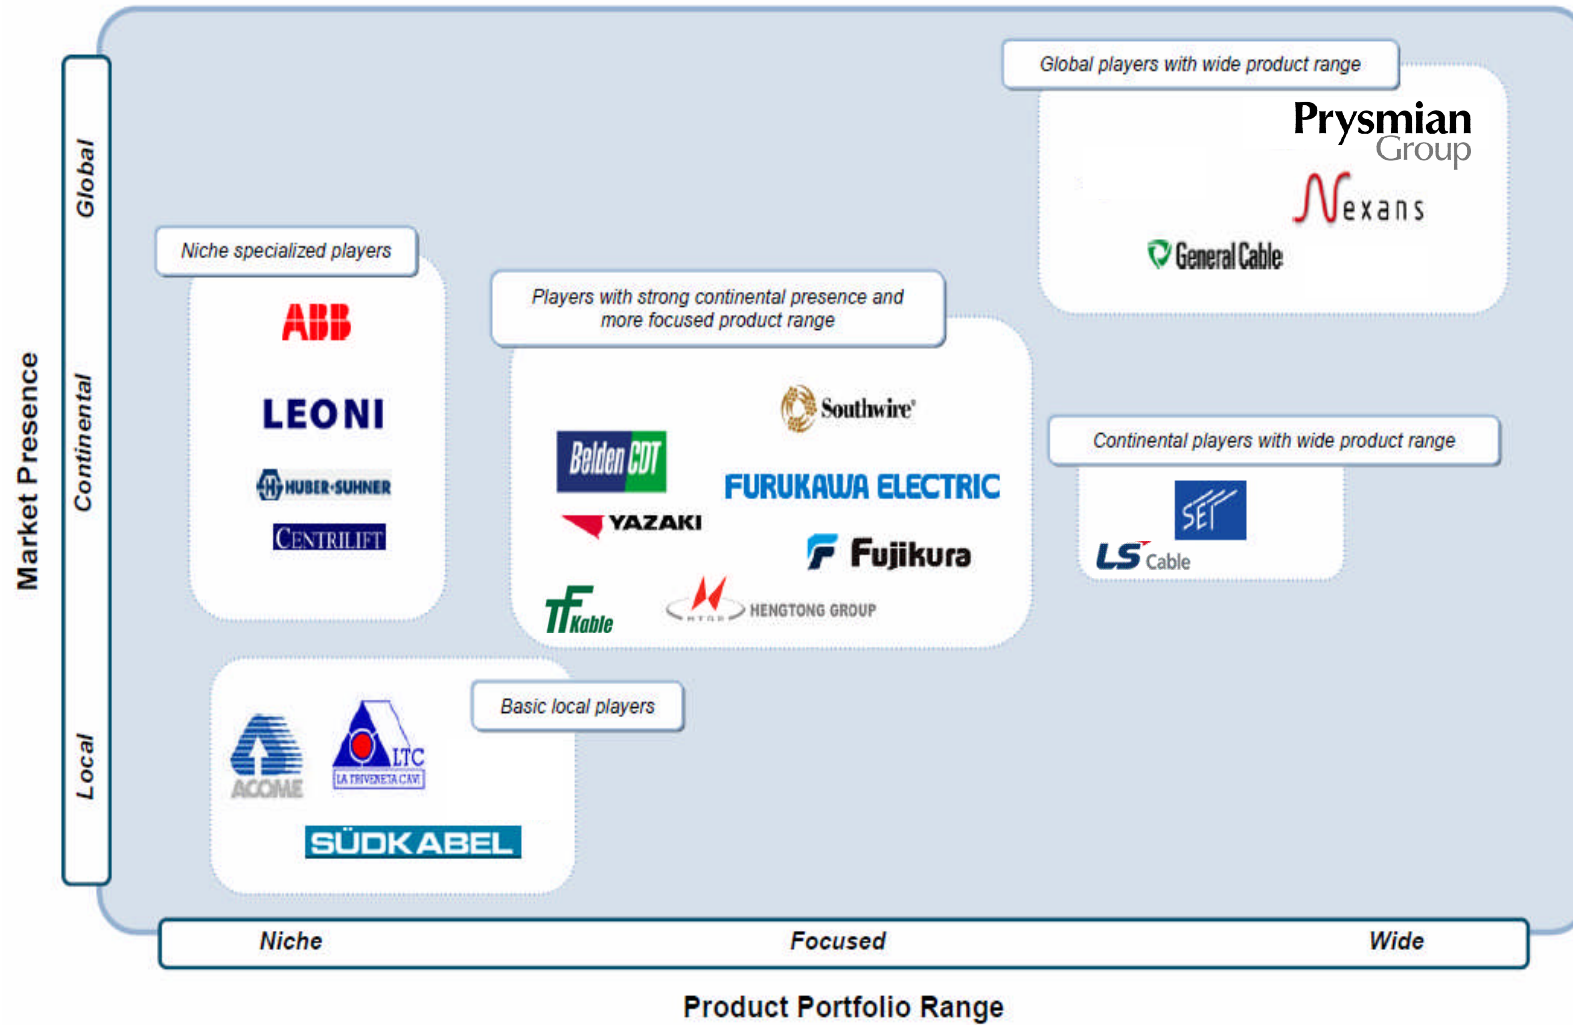 Global players with wide product range
Prysmian
Group
Nexans
General Cable
Niche specialized players
ABB
LEONI
HUBER+SUHNER
CENTRILIFT
Players with strong continental presence and
more focused product range
Southwire®
Belden CDT
FURUKAWA ELECTRIC
YAZAKI
Fujikura
TF Kable
HTGD HENGTONG GROUP
Continental players with wide product range
SEI
LS Cable
Basic local players
ACOME
LTC
LA TRIVENETA CAVI
SÜDKABEL
Market Presence
Global
Continental
Local
Niche
Focused
Wide
Product Portfolio Range